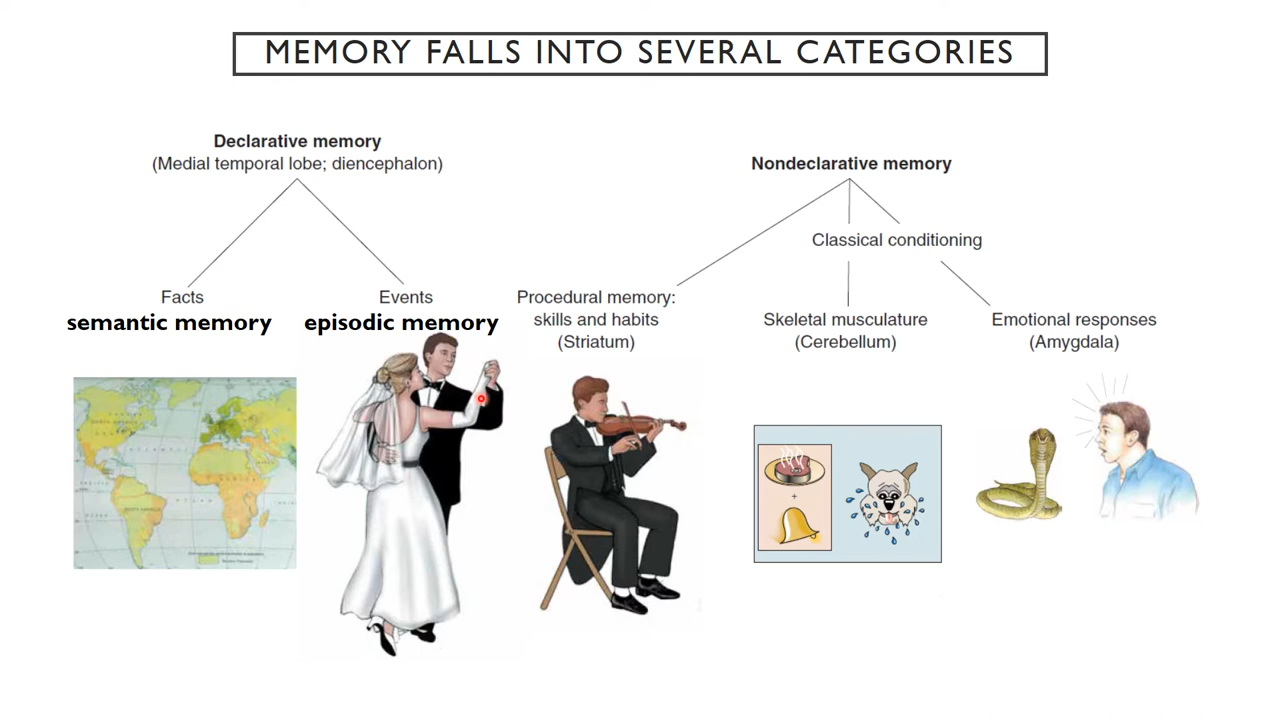 MEMORY FALLS INTO SEVERAL CATEGORIES
Declarative memory
(Medial temporal lobe; diencephalon)
Nondeclarative memory
Classical conditioning
Facts
semantic memory
Events
episodic memory
Procedural memory:
skills and habits
(Striatum)
Skeletal musculature
(Cerebellum)
Emotional responses
(Amygdala)
+